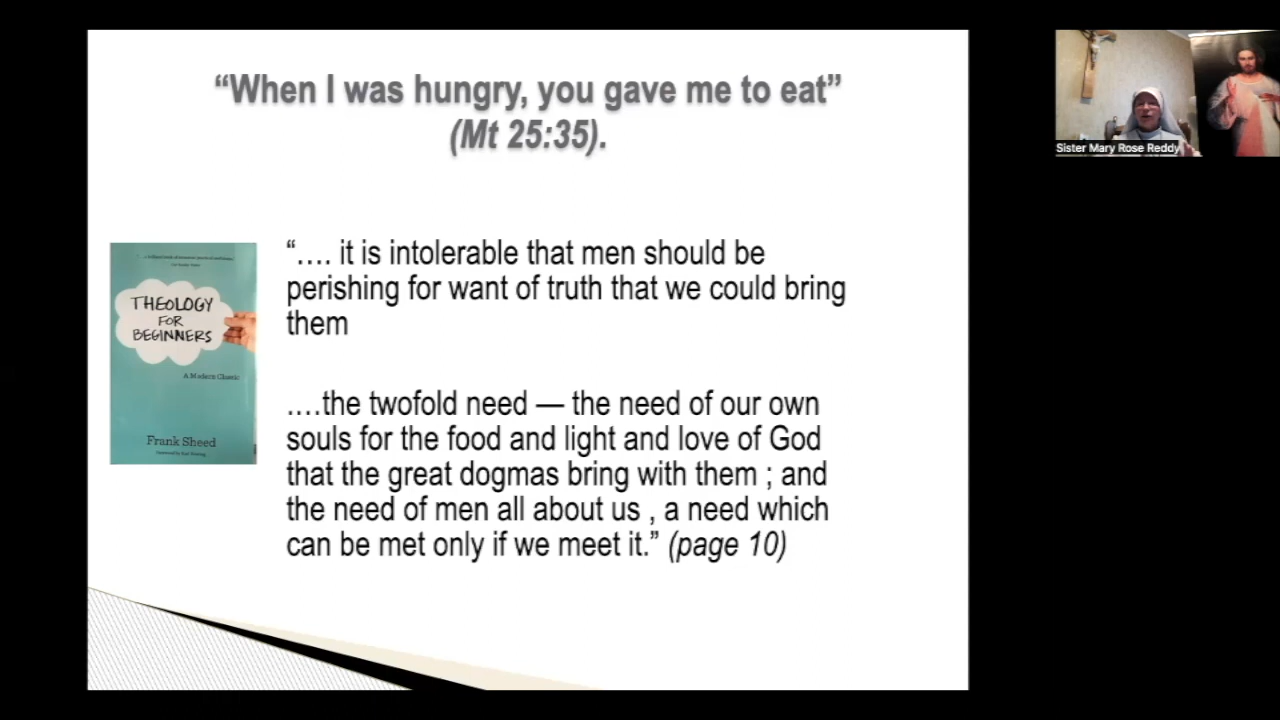 “When I was hungry, you gave me to eat”
(Mt 25:35).
Sister Mary Rose Reddy
“…. it is intolerable that men should be
perishing for want of truth that we could bring
them
THEOLOGY
FOR
BEGINNERS
A Modern Classic
Frank Sheed
….the twofold need — the need of our own
souls for the food and light and love of God
that the great dogmas bring with them ; and
the need of men all about us , a need which
can be met only if we meet it.” (page 10)